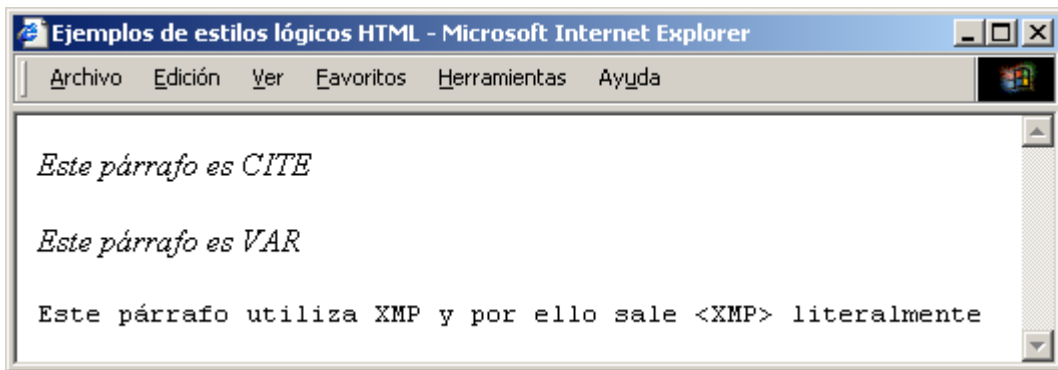 Ejemplos de estilos lógicos HTML - Microsoft Internet Explorer
Archivo Edición Ver Favoritos Herramientas Ayuda
Este párrafo es CITE
Este párrafo es VAR
Este párrafo utiliza XMP y por ello sale <XMP> literalmente